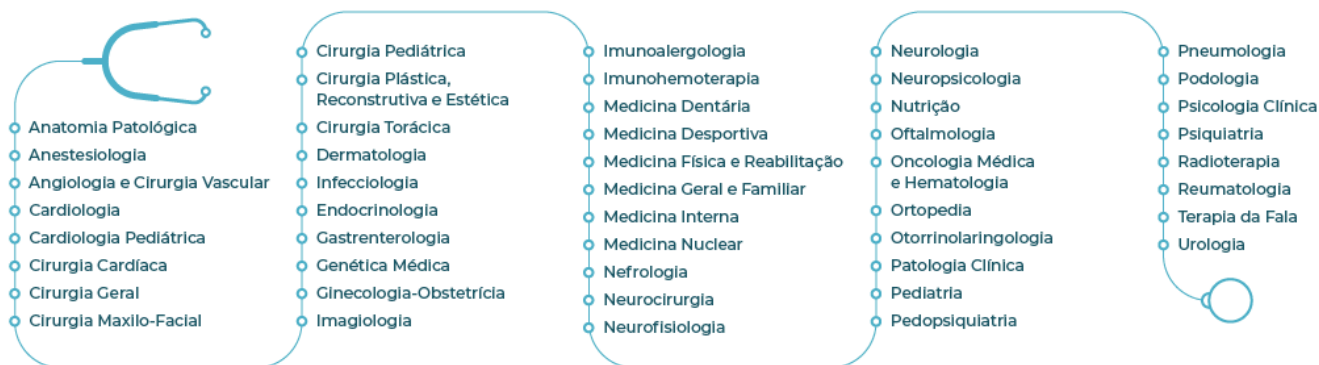 Anatomia Patológica
Anestesiologia
Angiologia e Cirurgia Vascular
Cardiologia
Cardiologia Pediátrica
Cirurgia Cardíaca
Cirurgia Geral
Cirurgia Maxilo-Facial
Cirurgia Pediátrica
Cirurgia Plástica,
Reconstrutiva e Estética
Cirurgia Torácica
Dermatologia
Infecciologia
Endocrinologia
Gastrenterologia
Genética Médica
Ginecologia-Obstetrícia
Imagiologia
Imunoalergologia
Imunohemoterapia
Medicina Dentária
Medicina Desportiva
Medicina Física e Reabilitação
Medicina Geral e Familiar
Medicina Interna
Medicina Nuclear
Nefrologia
Neurocirurgia
Neurofisiologia
Neurologia
Neuropsicologia
Nutrição
Oftalmologia
Oncologia Médica
e Hematologia
Ortopedia
Otorrinolaringologia
Patologia Clínica
Pediatria
Pedopsiquiatria
Pneumologia
Podologia
Psicologia Clínica
Psiquiatria
Radioterapia
Reumatologia
Terapia da Fala
Urologia